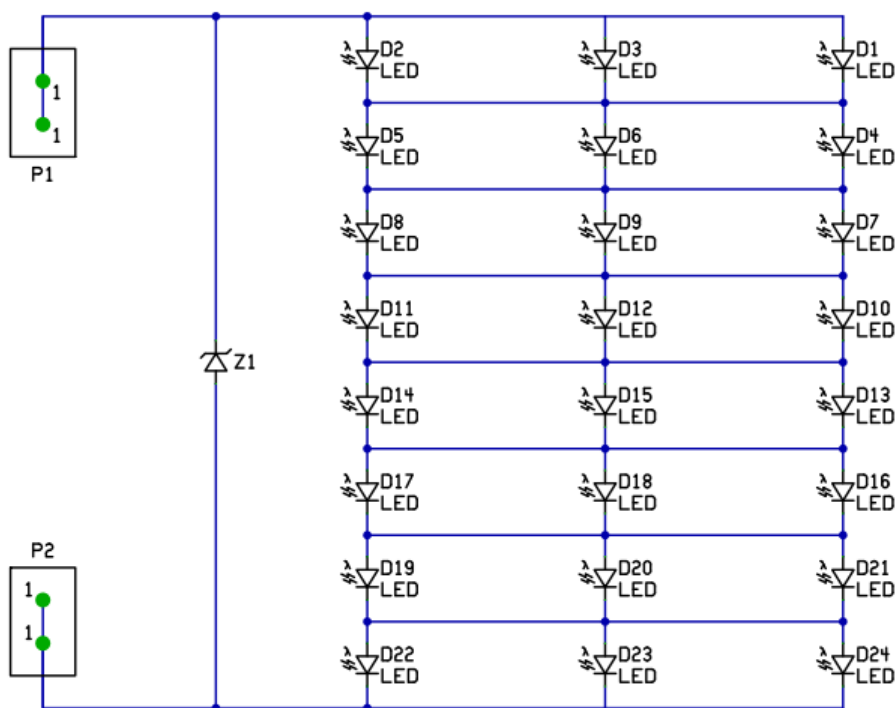 λ D2 λ D3 λ D1
LED LED LED
1
1
P1
λ D5 λ D6 λ D4
LED LED LED
λ D8 λ D9 λ D7
LED LED LED
λ D11 λ D12 λ D10
LED LED LED
Z1
λ D14 λ D15 λ D13
LED LED LED
λ D17 λ D18 λ D16
LED LED LED
P2
1
1
λ D19 λ D20 λ D21
LED LED LED
λ D22 λ D23 λ D24
LED LED LED